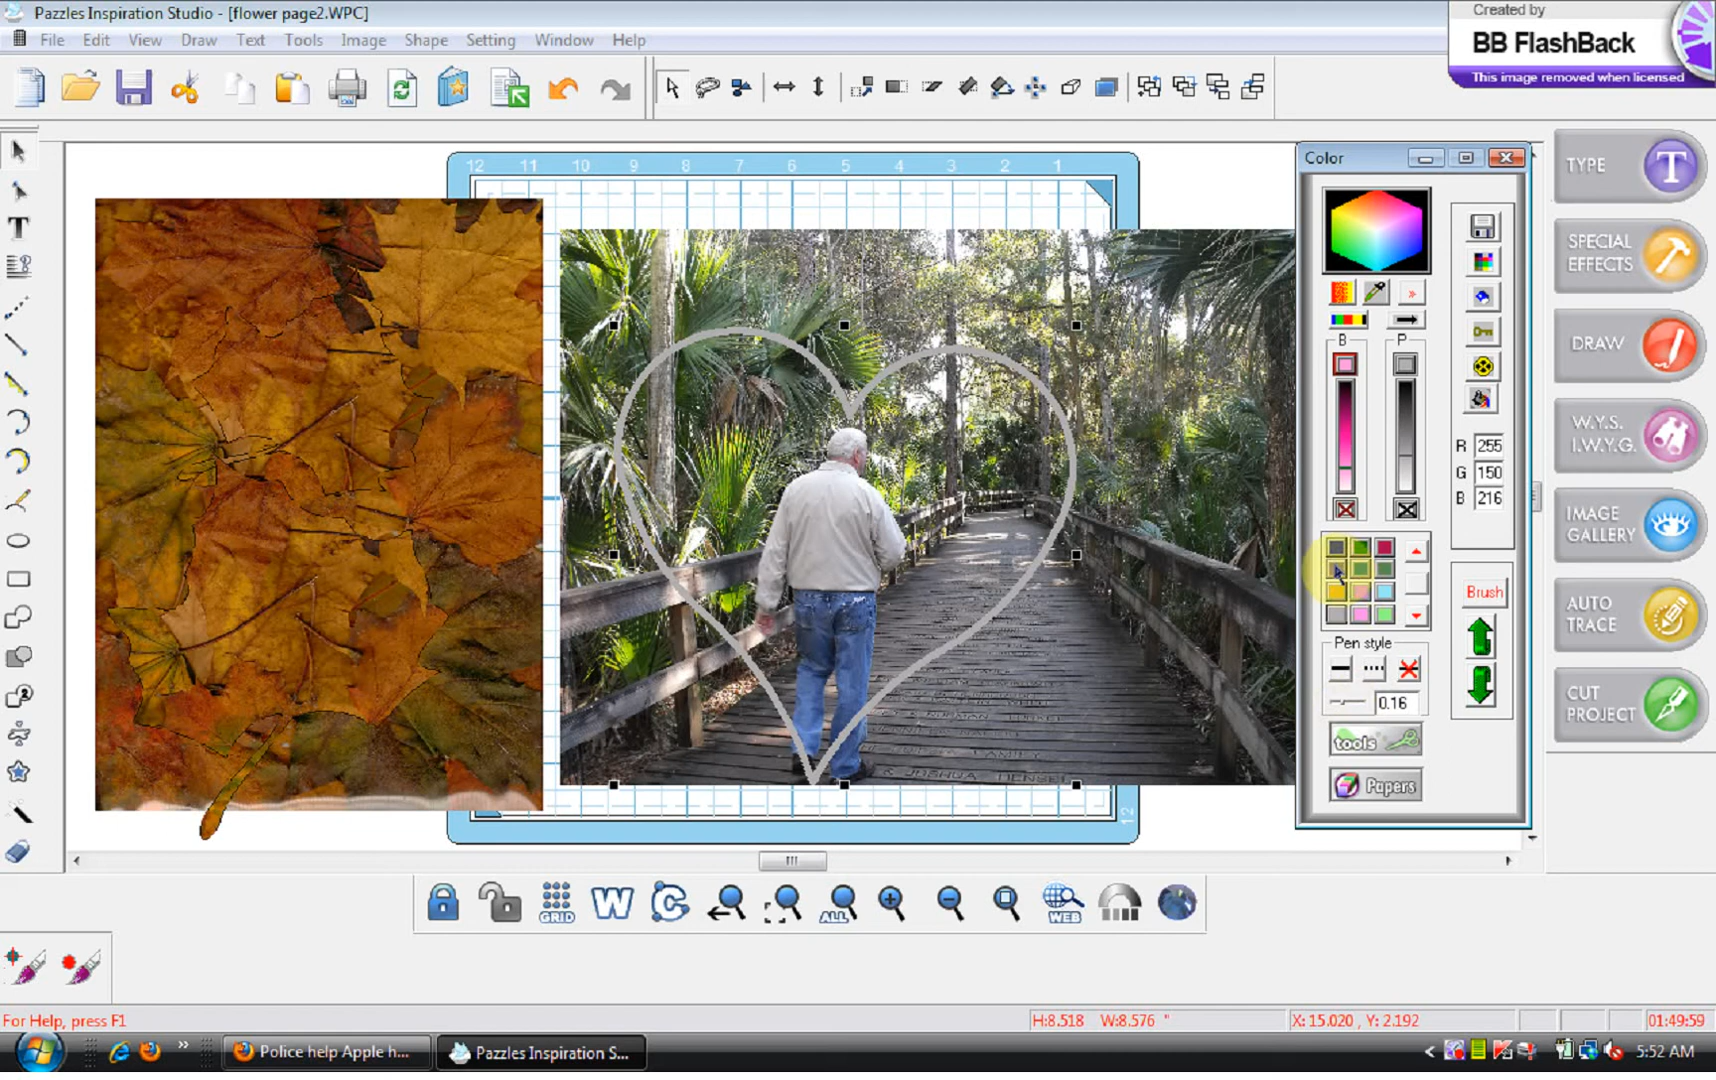 Pazzles Inspiration Studio - [flower page2.WPC]
Created by
BB FlashBack
This image removed when licensed
File Edit View Draw Text Tools Image Shape Setting Window Help
12 11 10 9 8 7 6 5 4 3 2 1
Color
TYPE T
SPECIAL
EFFECTS
DRAW
W.Y.S.
I.W.Y.G.
IMAGE
GALLERY
AUTO
TRACE
CUT
PROJECT
B P
R 255
G 150
B 216
Brush
Pen style
0.16
tools
Papers
12
GRID W C ALL WEB
For Help, press F1
H:8.518 W:8.576 "
X: 15.020 , Y: 2.192
01:49:59
Police help Apple h...
Pazzles Inspiration S...
5:52 AM